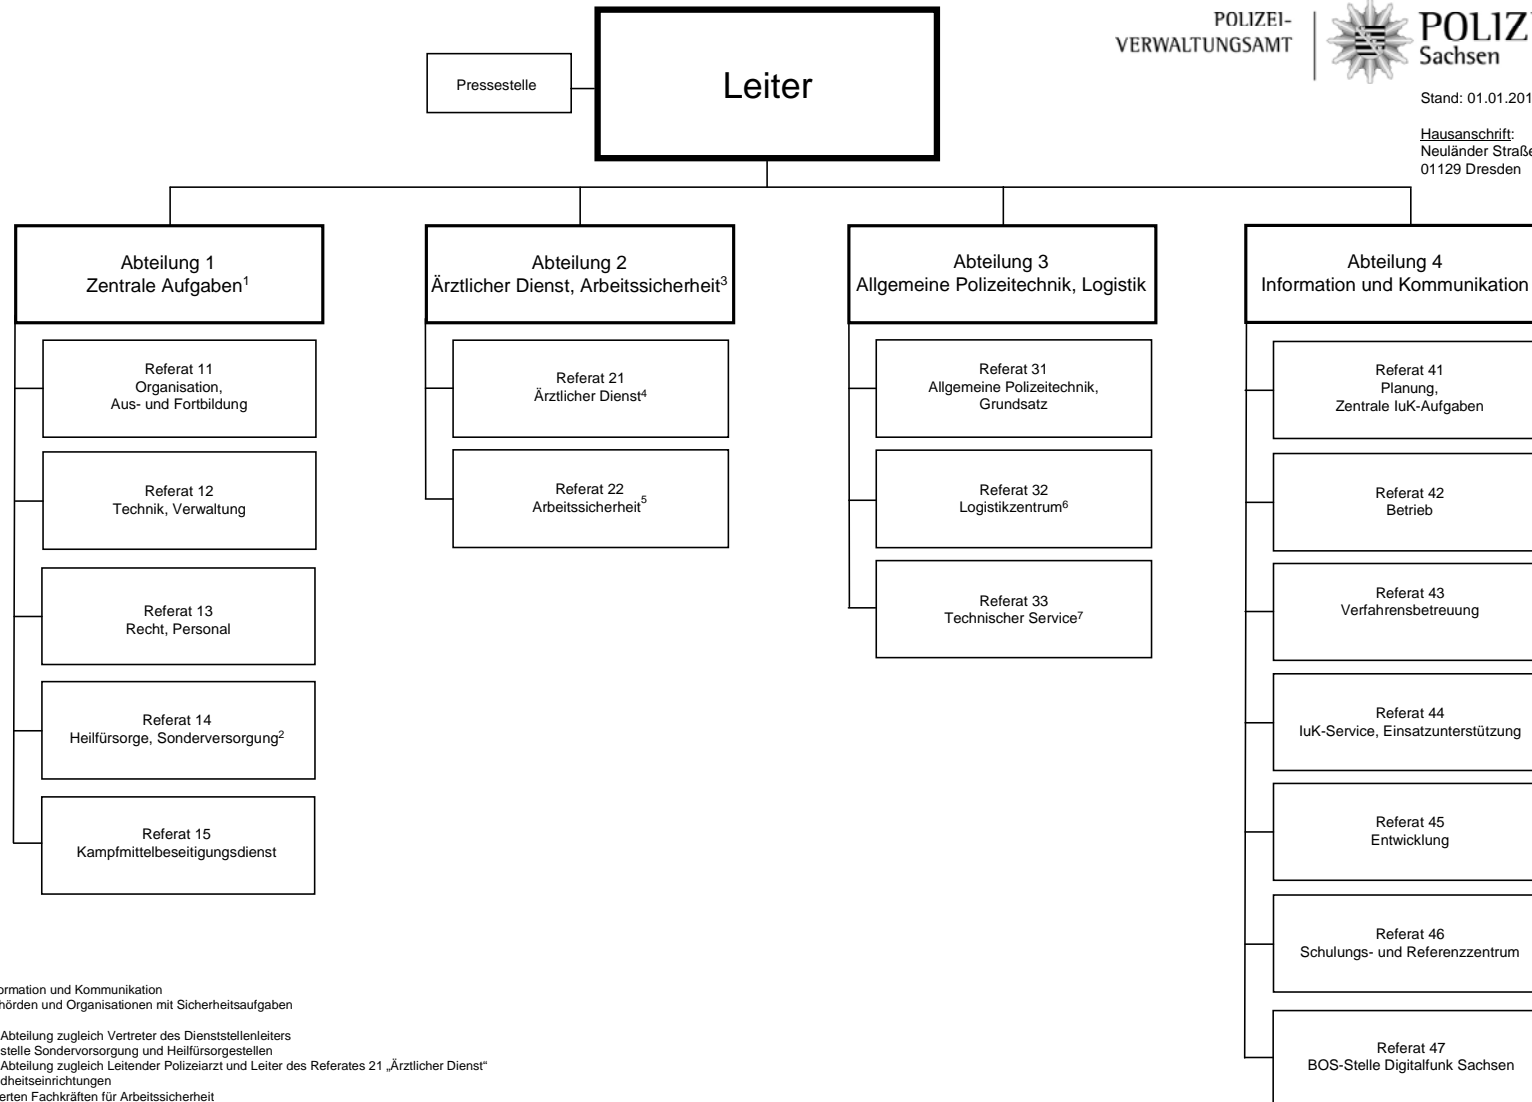 POLIZEI-
VERWALTUNGSAMT
POLIZ
Sachsen
Stand: 01.01.201
Hausanschrift:
Neuländer Straße
01129 Dresden
Pressestelle
Leiter
Abteilung 1
Zentrale Aufgaben¹
Referat 11
Organisation,
Aus- und Fortbildung
Referat 12
Technik, Verwaltung
Referat 13
Recht, Personal
Referat 14
Heilfürsorge, Sonderversorgung²
Referat 15
Kampfmittelbeseitigungsdienst
Abteilung 2
Ärztlicher Dienst, Arbeitssicherheit³
Referat 21
Ärztlicher Dienst⁴
Referat 22
Arbeitssicherheit⁵
Abteilung 3
Allgemeine Polizeitechnik, Logistik
Referat 31
Allgemeine Polizeitechnik,
Grundsatz
Referat 32
Logistikzentrum⁶
Referat 33
Technischer Service⁷
Abteilung 4
Information und Kommunikation
Referat 41
Planung,
Zentrale IuK-Aufgaben
Referat 42
Betrieb
Referat 43
Verfahrensbetreuung
Referat 44
IuK-Service, Einsatzunterstützung
Referat 45
Entwicklung
Referat 46
Schulungs- und Referenzzentrum
Referat 47
BOS-Stelle Digitalfunk Sachsen
ormation und Kommunikation
hörden und Organisationen mit Sicherheitsaufgaben
Abteilung zugleich Vertreter des Dienststellenleiters
stelle Sondervorsorgung und Heilfürsorgestellen
Abteilung zugleich Leitender Polizeiarzt und Leiter des Referates 21 „Ärztlicher Dienst“
dheitseinrichtungen
erten Fachkräften für Arbeitssicherheit